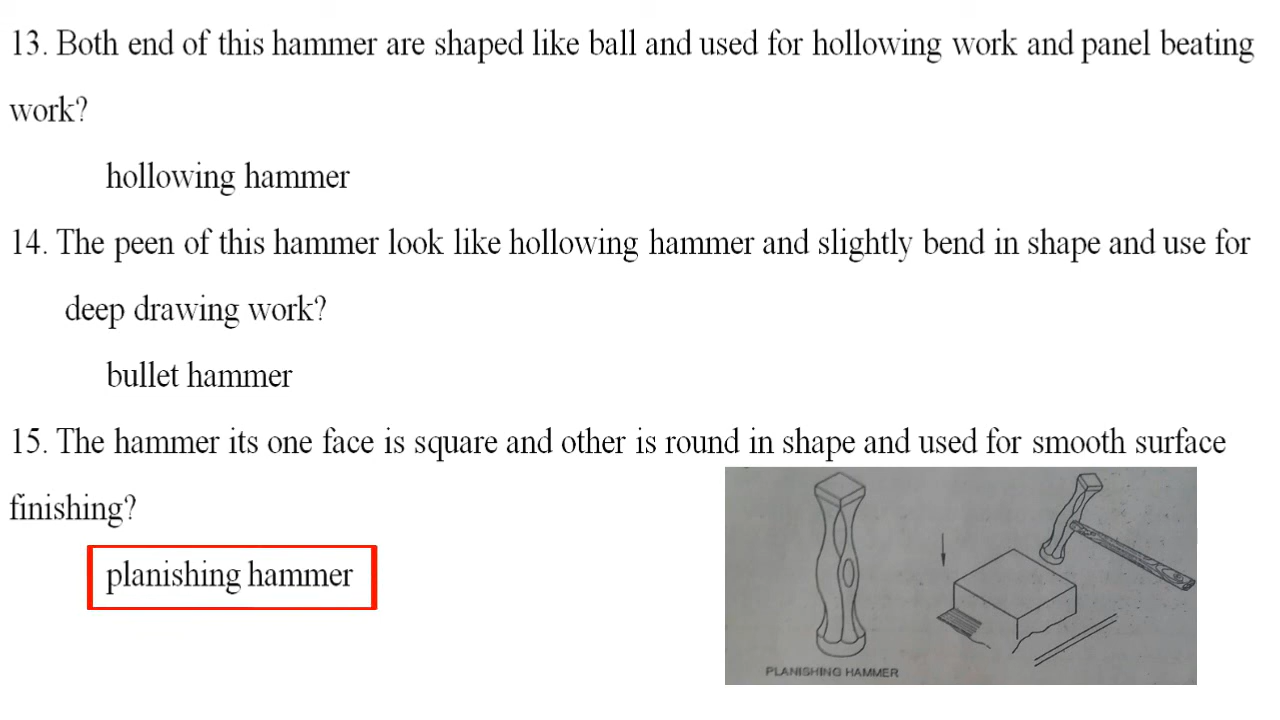 13. Both end of this hammer are shaped like ball and used for hollowing work and panel beating
work?
hollowing hammer
14. The peen of this hammer look like hollowing hammer and slightly bend in shape and use for
deep drawing work?
bullet hammer
15. The hammer its one face is square and other is round in shape and used for smooth surface
finishing?
planishing hammer
PLANISHING HAMMER